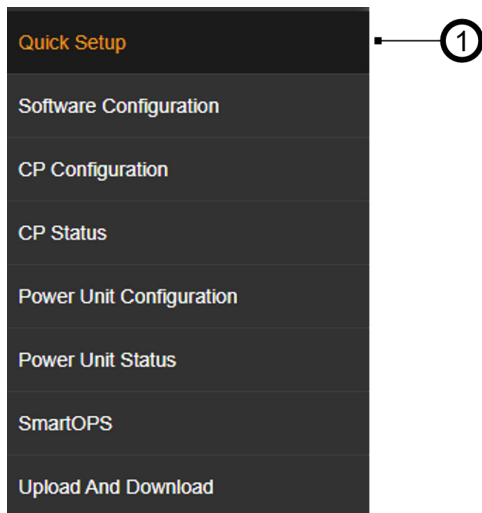 Quick Setup
1
Software Configuration
CP Configuration
CP Status
Power Unit Configuration
Power Unit Status
SmartOPS
Upload And Download